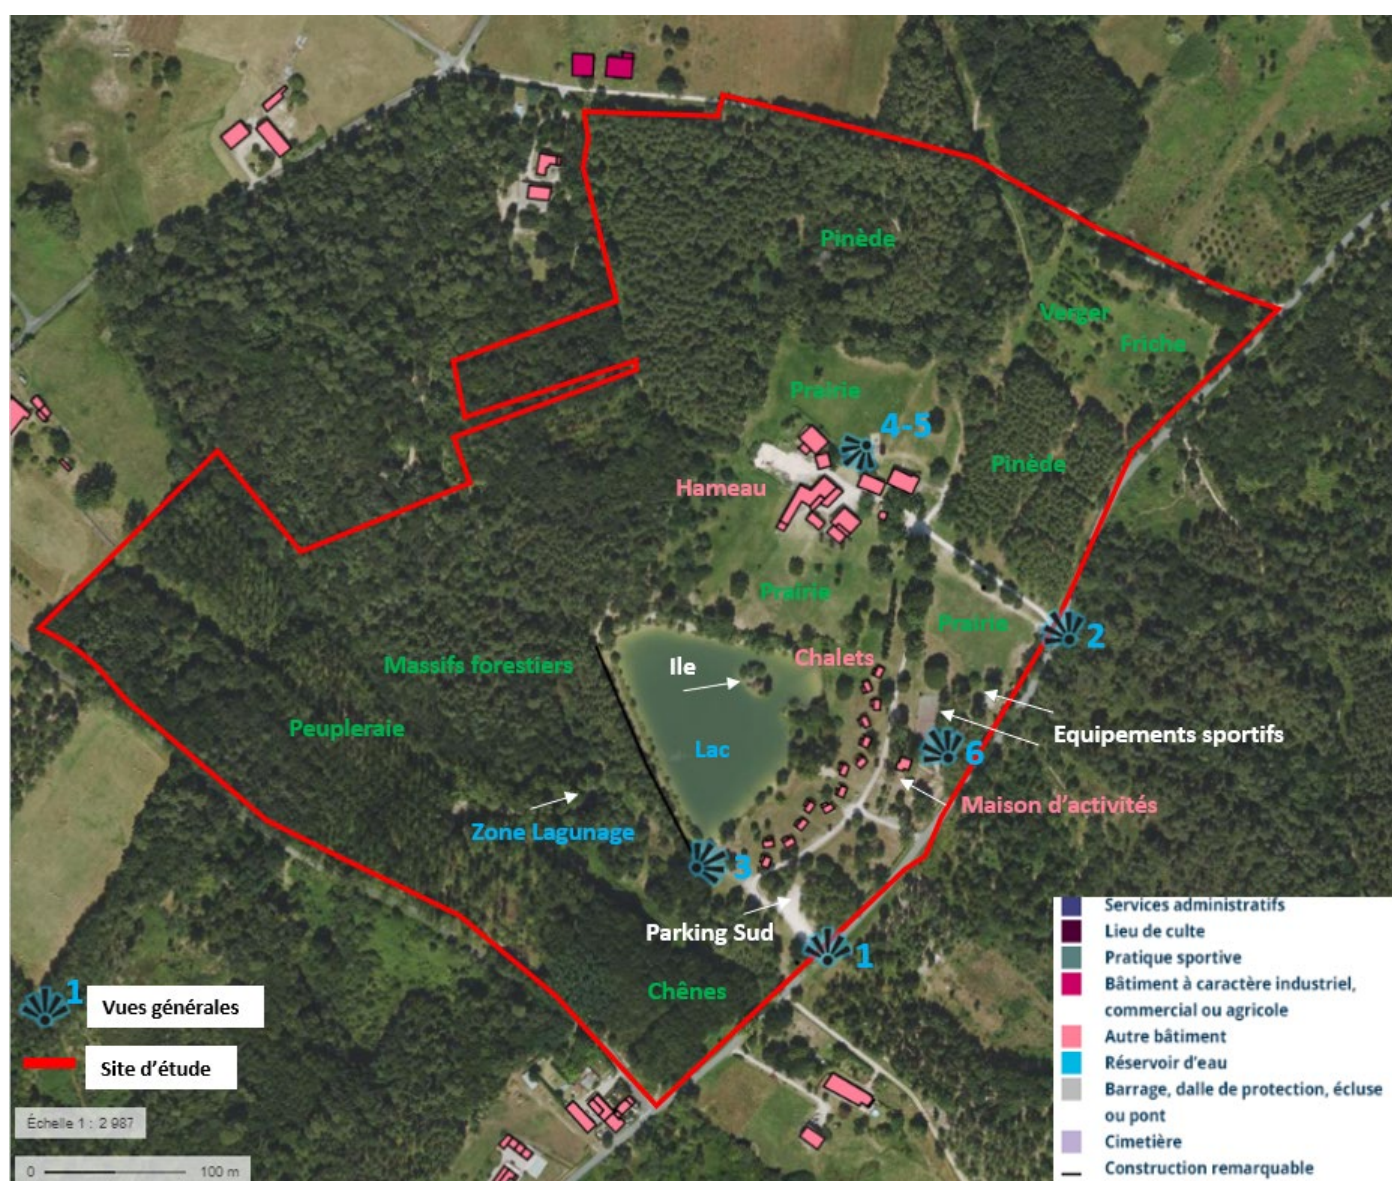 Pinède
Verger
Friche
Prairie
4-5
Hameau
Pinède
Prairie
Prairie
2
Massifs forestiers
Ile
Chalets
Peupleraie
Lac
Equipements sportifs
6
Maison d'activités
Zone Lagunage
3
Parking Sud
1
Chênes
1
Vues générales
Site d'étude
Échelle 1 : 2 987
0 100 m
Services administratifs
Lieu de culte
Pratique sportive
Bâtiment à caractère industriel,
commercial ou agricole
Autre bâtiment
Réservoir d'eau
Barrage, dalle de protection, écluse
ou pont
Cimetière
Construction remarquable